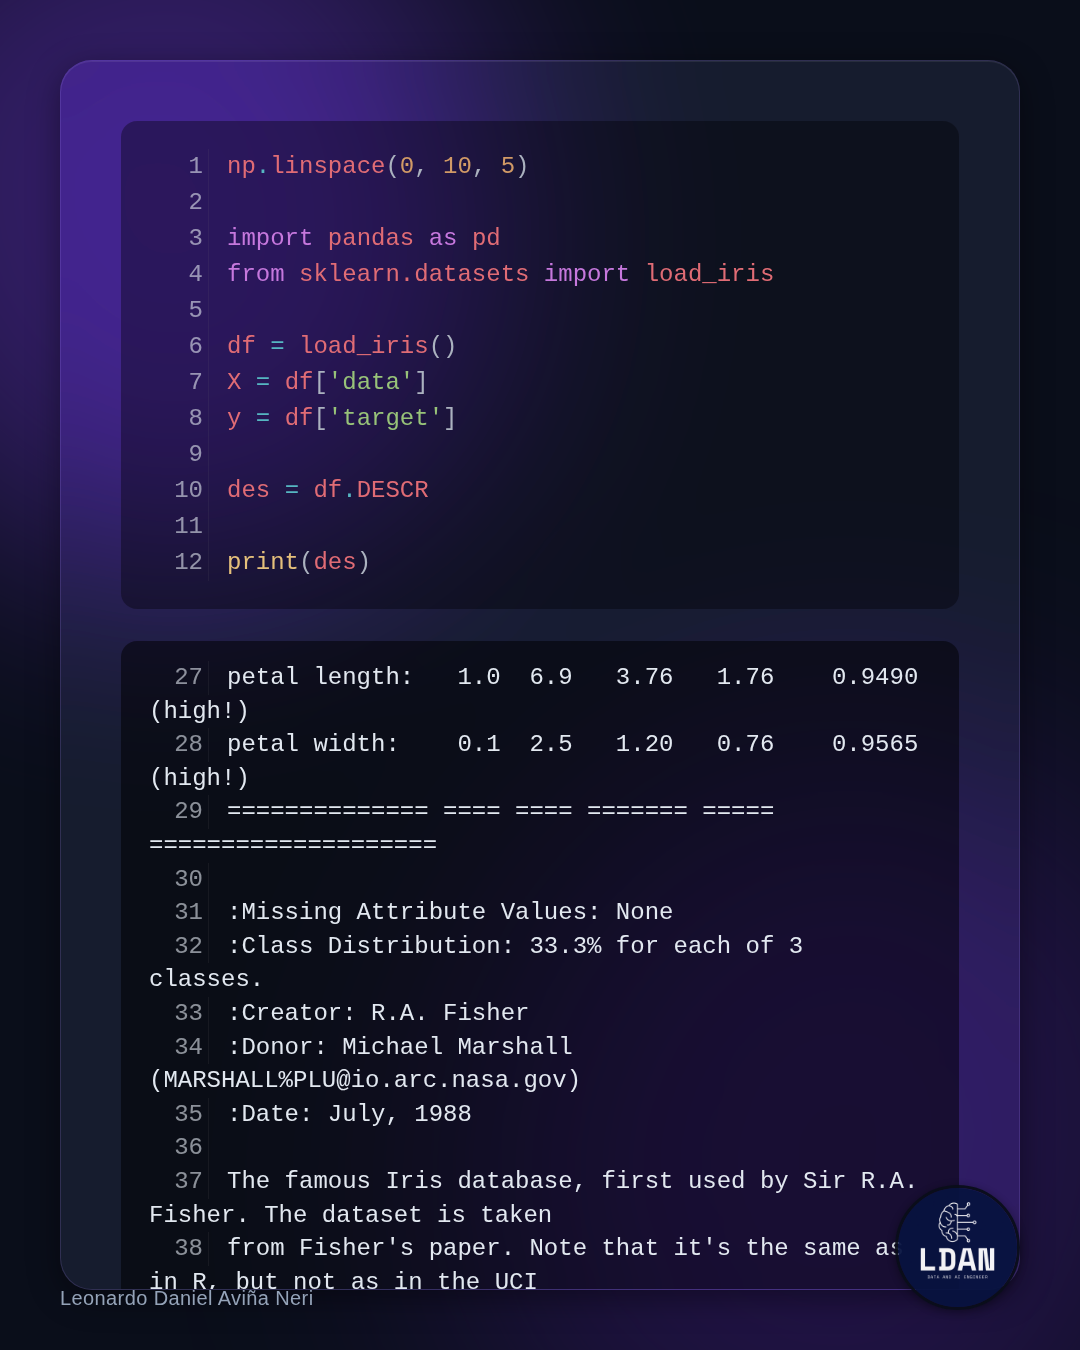 1 np.linspace(0, 10, 5)
2
3 import pandas as pd
4 from sklearn.datasets import load_iris
5
6 df = load_iris()
7 X = df['data']
8 y = df['target']
9
10 des = df.DESCR
11
12 print(des)
27 petal length:   1.0  6.9   3.76   1.76    0.9490
(high!)
28 petal width:    0.1  2.5   1.20   0.76    0.9565
(high!)
29 ============== ==== ==== ======= =====
====================
30
31 :Missing Attribute Values: None
32 :Class Distribution: 33.3% for each of 3
classes.
33 :Creator: R.A. Fisher
34 :Donor: Michael Marshall
(MARSHALL%PLU@io.arc.nasa.gov)
35 :Date: July, 1988
36
37 The famous Iris database, first used by Sir R.A.
Fisher. The dataset is taken
38 from Fisher's paper. Note that it's the same as
in R, but not as in the UCI
Leonardo Daniel Aviña Neri
LDAN
DATA AND AI ENGINEER